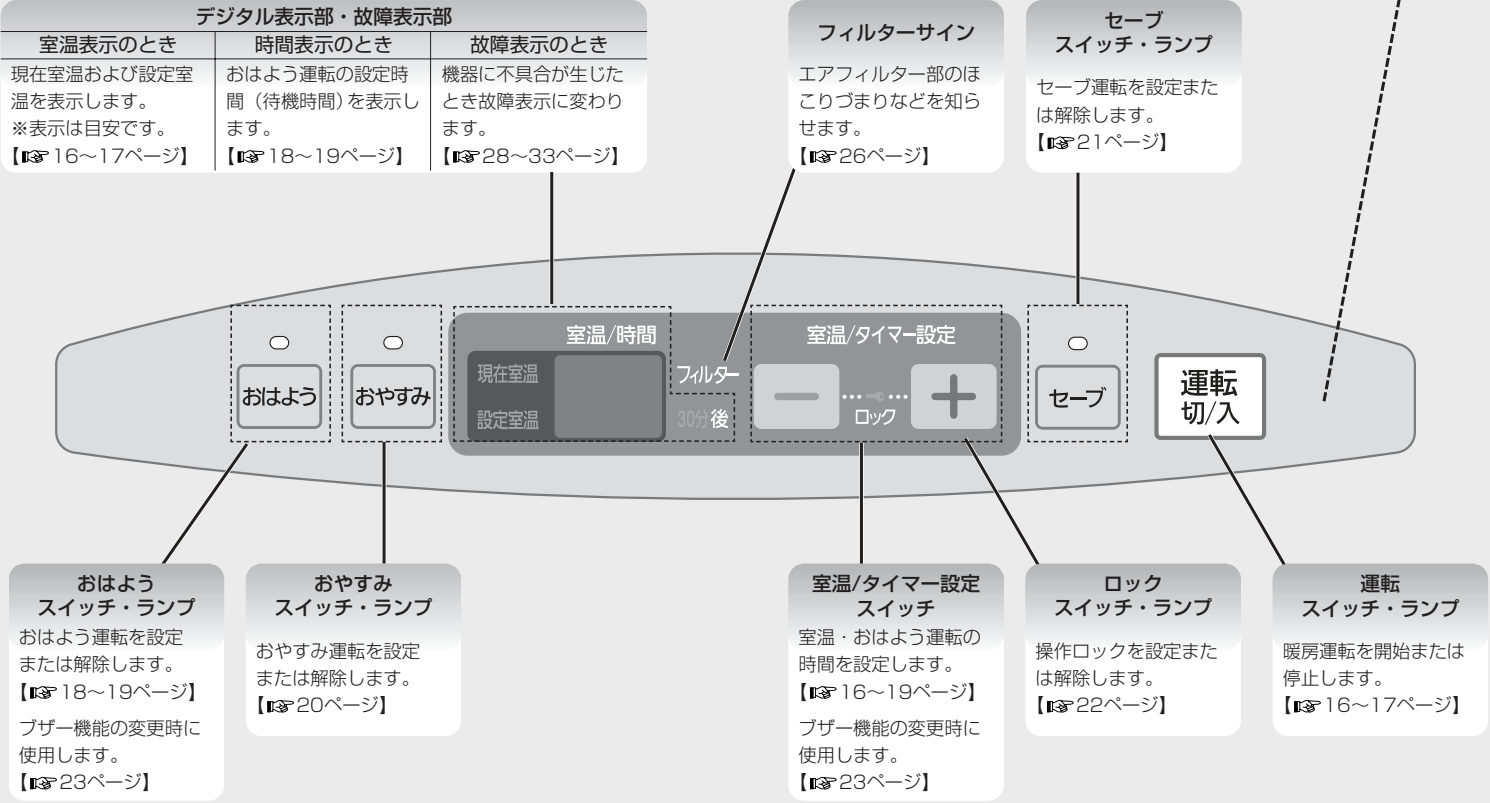 デジタル表示部・故障表示部
室温表示のとき
現在室温および設定室
温を表示します。
※表示は目安です。
【☞16～17ページ】
時間表示のとき
おはよう運転の設定時
間（待機時間）を表示し
ます。
【☞18～19ページ】
故障表示のとき
機器に不具合が生じた
とき故障表示に変わり
ます。
【☞28～33ページ】
フィルターサイン
エアフィルター部のほ
こりづまりなどを知ら
せます。
【☞26ページ】
セーブ
スイッチ・ランプ
セーブ運転を設定また
は解除します。
【☞21ページ】
おはよう
おやすみ
室温/時間
現在室温
設定室温
フィルター
30分後
室温/タイマー設定
－
ロック
＋
セーブ
運転
切/入
おはよう
スイッチ・ランプ
おはよう運転を設定
または解除します。
【☞18～19ページ】
ブザー機能の変更時に
使用します。
【☞23ページ】
おやすみ
スイッチ・ランプ
おやすみ運転を設定
または解除します。
【☞20ページ】
室温/タイマー設定
スイッチ
室温・おはよう運転の
時間を設定します。
【☞16～19ページ】
ブザー機能の変更時に
使用します。
【☞23ページ】
ロック
スイッチ・ランプ
操作ロックを設定また
は解除します。
【☞22ページ】
運転
スイッチ・ランプ
暖房運転を開始または
停止します。
【☞16～17ページ】